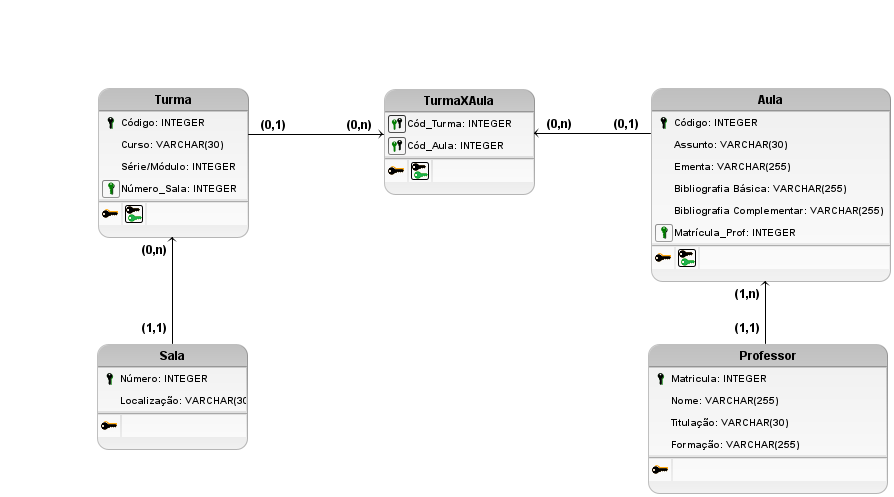 Turma
Código: INTEGER
Curso: VARCHAR(30)
Série/Módulo: INTEGER
Número_Sala: INTEGER
(0,1)
(0,n)
TurmaXAula
Cód_Turma: INTEGER
Cód_Aula: INTEGER
(0,n)
(0,1)
Aula
Código: INTEGER
Assunto: VARCHAR(30)
Ementa: VARCHAR(255)
Bibliografia Básica: VARCHAR(255)
Bibliografia Complementar: VARCHAR(255)
Matrícula_Prof: INTEGER
(0,n)
(1,1)
Sala
Número: INTEGER
Localização: VARCHAR(30
(1,n)
(1,1)
Professor
Matricula: INTEGER
Nome: VARCHAR(255)
Titulação: VARCHAR(30)
Formação: VARCHAR(255)